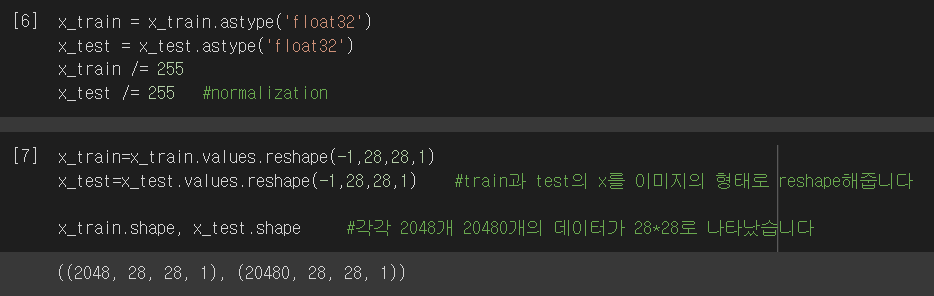 [6] x_train = x_train.astype('float32')
x_test = x_test.astype('float32')
x_train /= 255
x_test /= 255 #normalization
[7] x_train=x_train.values.reshape(-1,28,28,1)
x_test=x_test.values.reshape(-1,28,28,1) #train과 test의 x를 이미지의 형태로 reshape해줍니다
x_train.shape, x_test.shape #각각 2048개 20480개의 데이터가 28*28로 나타났습니다
((2048, 28, 28, 1), (20480, 28, 28, 1))